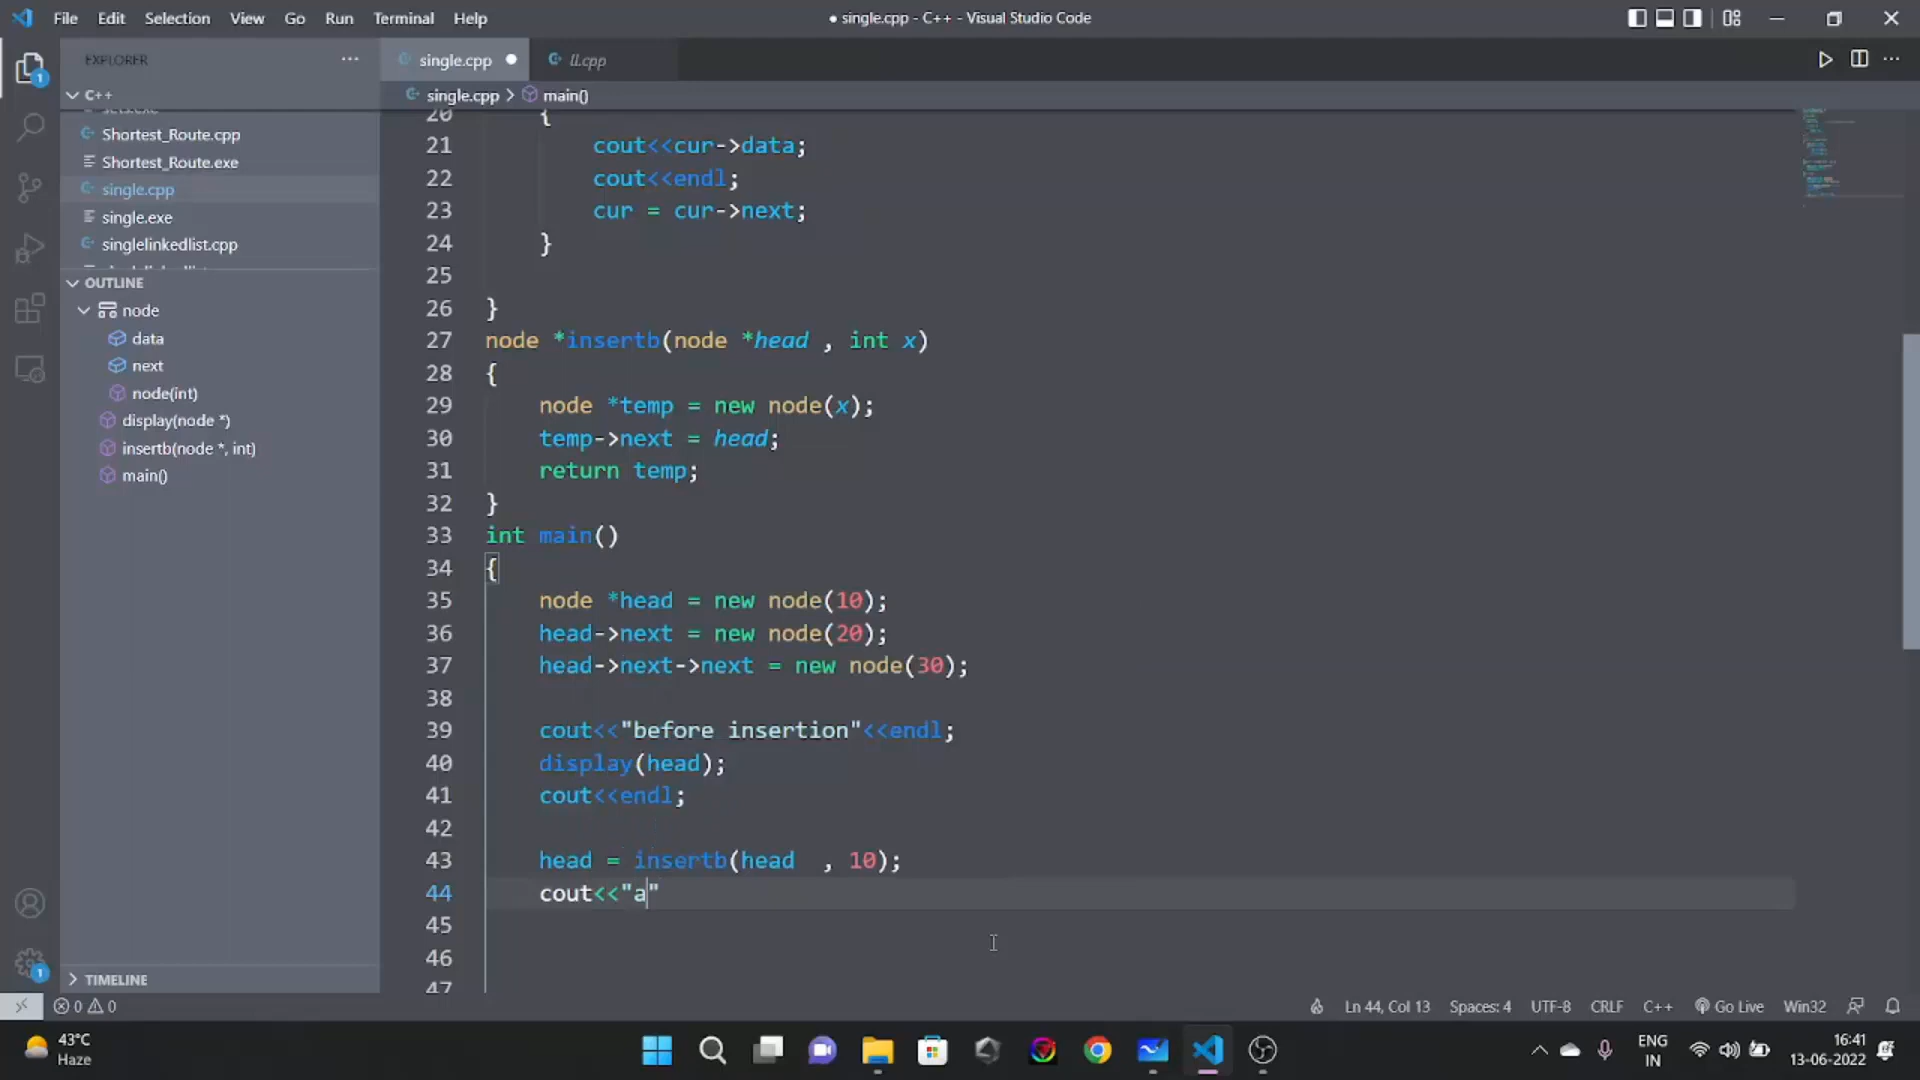 File Edit Selection View Go Run Terminal Help
● single.cpp - C++ - Visual Studio Code
EXPLORER
single.cpp
ll.cpp
C++
single.cpp > main()
sets.exe
Shortest_Route.cpp
Shortest_Route.exe
single.cpp
single.exe
singlelinkedlist.cpp
OUTLINE
node
data
next
node(int)
display(node *)
insertb(node *, int)
main()
TIMELINE
20 {
21 cout<<cur->data;
22 cout<<endl;
23 cur = cur->next;
24 }
25
26 }
27 node *insertb(node *head , int x)
28 {
29 node *temp = new node(x);
30 temp->next = head;
31 return temp;
32 }
33 int main()
34 {
35 node *head = new node(10);
36 head->next = new node(20);
37 head->next->next = new node(30);
38
39 cout<<"before insertion"<<endl;
40 display(head);
41 cout<<endl;
42
43 head = insertb(head  , 10);
44 cout<<"a"
45
46
47
1
1
0 0
Ln 44, Col 13 Spaces: 4 UTF-8 CRLF C++ Go Live Win32
43°C
Haze
ENG
IN
16:41
13-06-2022